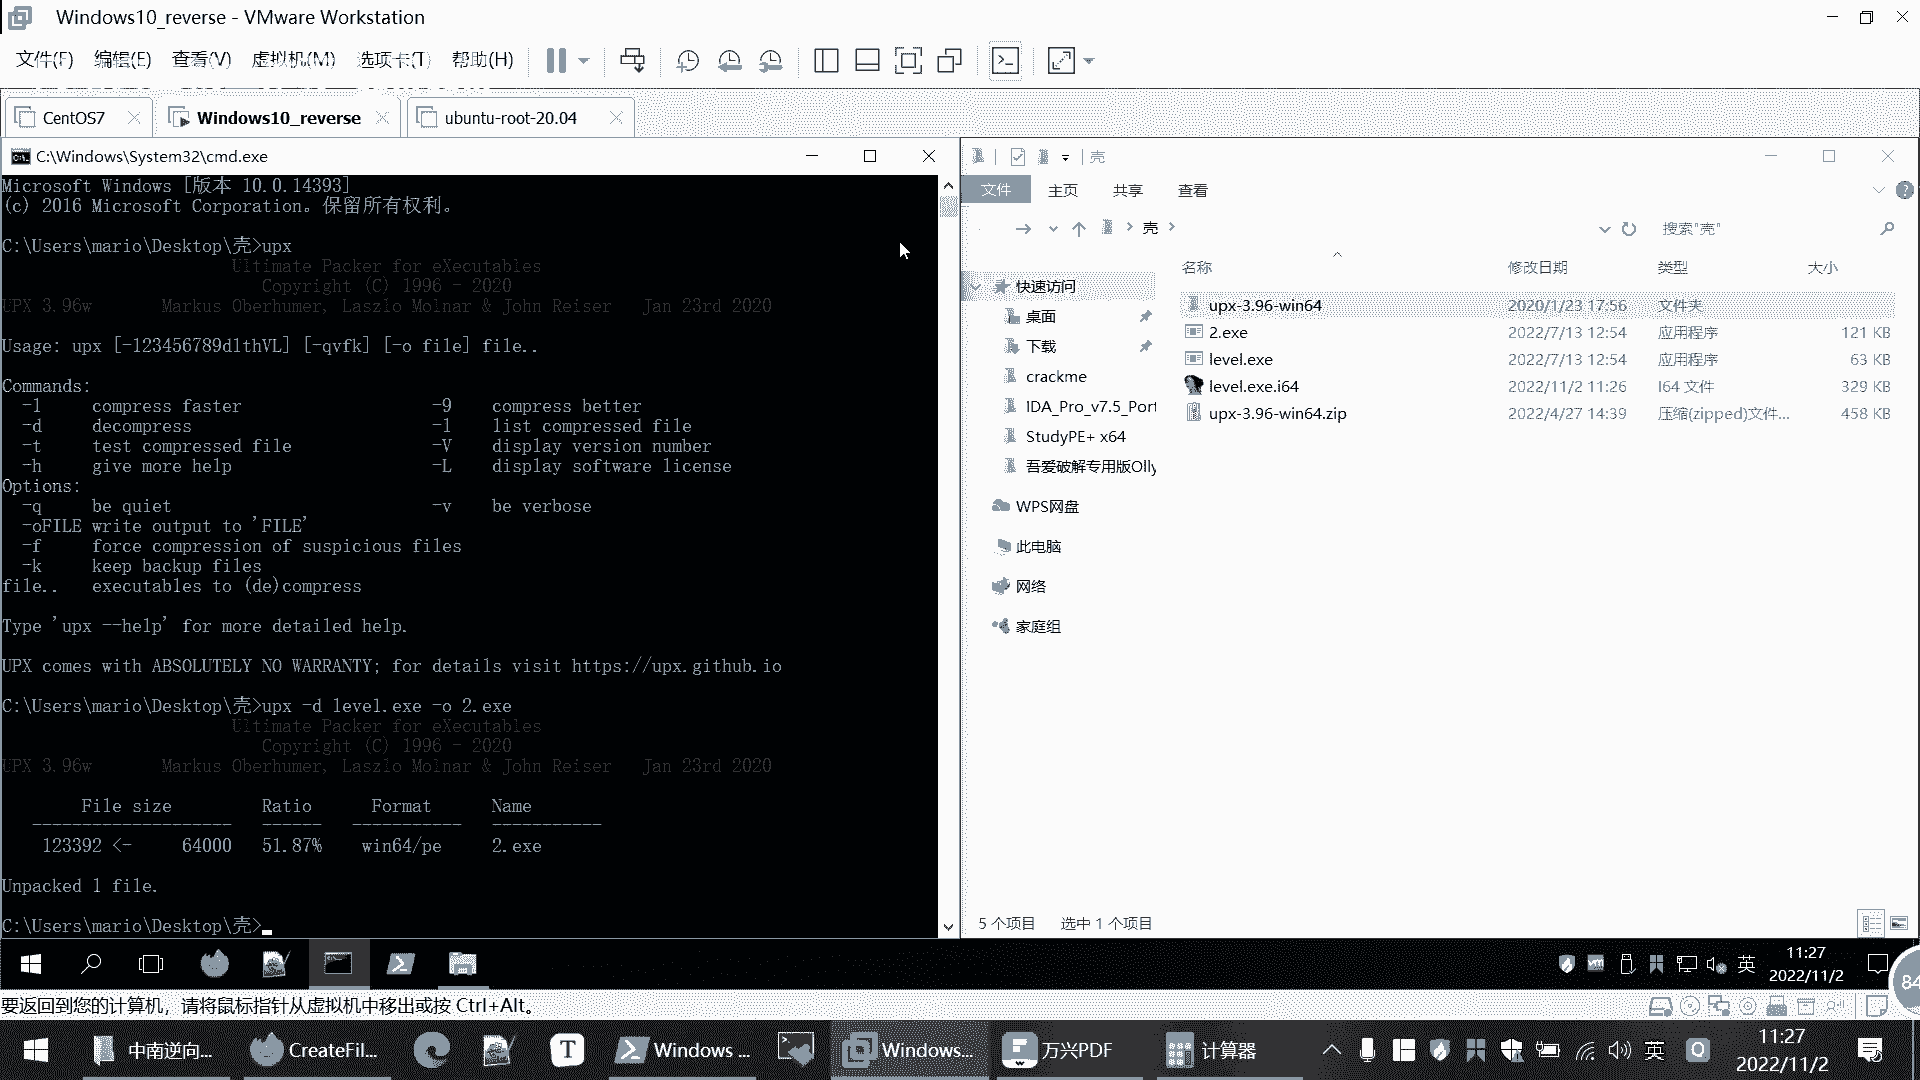 Windows10_reverse - VMware Workstation
文件(F) 编辑(E) 查看(V) 虚拟机(M) 选项卡(T) 帮助(H)
CentOS7 Windows10_reverse ubuntu-root-20.04
C:\Windows\System32\cmd.exe
Microsoft Windows [版本 10.0.14393]
(c) 2016 Microsoft Corporation。保留所有权利。
C:\Users\mario\Desktop\壳>upx
Ultimate Packer for eXecutables
Copyright (C) 1996 - 2020
UPX 3.96w Markus Oberhumer, Laszlo Molnar & John Reiser Jan 23rd 2020
Usage: upx [-123456789dlthVL] [-qvfk] [-o file] file..
Commands:
-1 compress faster -9 compress better
-d decompress -l list compressed file
-t test compressed file -V display version number
-h give more help -L display software license
Options:
-q be quiet -v be verbose
-oFILE write output to 'FILE'
-f force compression of suspicious files
-k keep backup files
file.. executables to (de)compress
Type 'upx --help' for more detailed help.
UPX comes with ABSOLUTELY NO WARRANTY; for details visit https://upx.github.io
C:\Users\mario\Desktop\壳>upx -d level.exe -o 2.exe
Ultimate Packer for eXecutables
Copyright (C) 1996 - 2020
UPX 3.96w Markus Oberhumer, Laszlo Molnar & John Reiser Jan 23rd 2020
File size Ratio Format Name
-------------------- ------ ----------- -----------
123392 <- 64000 51.87% win64/pe 2.exe
Unpacked 1 file.
C:\Users\mario\Desktop\壳>
壳
文件 主页 共享 查看
壳
搜索"壳"
名称 修改日期 类型 大小
快速访问
桌面
下载
crackme
IDA_Pro_v7.5_Port
StudyPE+ x64
吾爱破解专用版Olly
WPS网盘
此电脑
网络
家庭组
upx-3.96-win64 2020/1/23 17:56 文件夹
2.exe 2022/7/13 12:54 应用程序 121 KB
level.exe 2022/7/13 12:54 应用程序 63 KB
level.exe.i64 2022/11/2 11:26 I64 文件 329 KB
upx-3.96-win64.zip 2022/4/27 14:39 压缩(zipped)文件... 458 KB
5 个项目 选中 1 个项目
英 11:27
2022/11/2
84
要返回到您的计算机，请将鼠标指针从虚拟机中移出或按 Ctrl+Alt。
中南逆向... CreateFil... T Windows ... Windows... 万兴PDF 计算器 英 11:27
2022/11/2